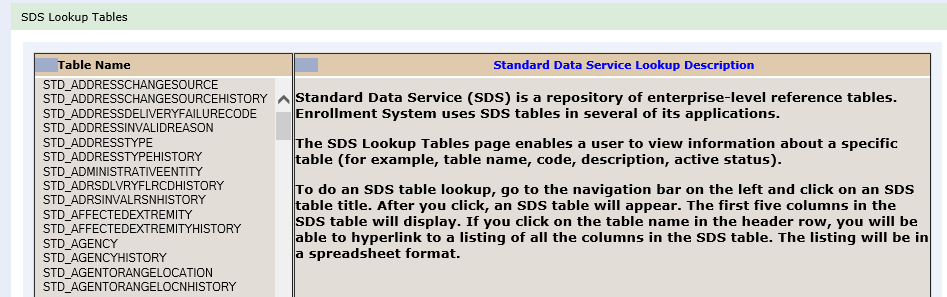 SDS Lookup Tables
Table Name
STD_ADDRESSCHANGESOURCE
STD_ADDRESSCHANGESOURCEHISTORY
STD_ADDRESSDELIVERYFAILURECODE
STD_ADDRESSINVALIDREASON
STD_ADDRESSTYPE
STD_ADDRESSTYPEHISTORY
STD_ADMINISTRATIVEENTITY
STD_ADRSDLVRYFLRCDHISTORY
STD_ADRSINVALRSNHISTORY
STD_AFFECTEDEXTREMITY
STD_AFFECTEDEXTREMITYHISTORY
STD_AGENCY
STD_AGENCYHISTORY
STD_AGENTORANGELOCATION
STD_AGENTORANGELOCNHISTORY
Standard Data Service Lookup Description
Standard Data Service (SDS) is a repository of enterprise-level reference tables.
Enrollment System uses SDS tables in several of its applications.
The SDS Lookup Tables page enables a user to view information about a specific
table (for example, table name, code, description, active status).
To do an SDS table lookup, go to the navigation bar on the left and click on an SDS
table title. After you click, an SDS table will appear. The first five columns in the
SDS table will display. If you click on the table name in the header row, you will be
able to hyperlink to a listing of all the columns in the SDS table. The listing will be in
a spreadsheet format.